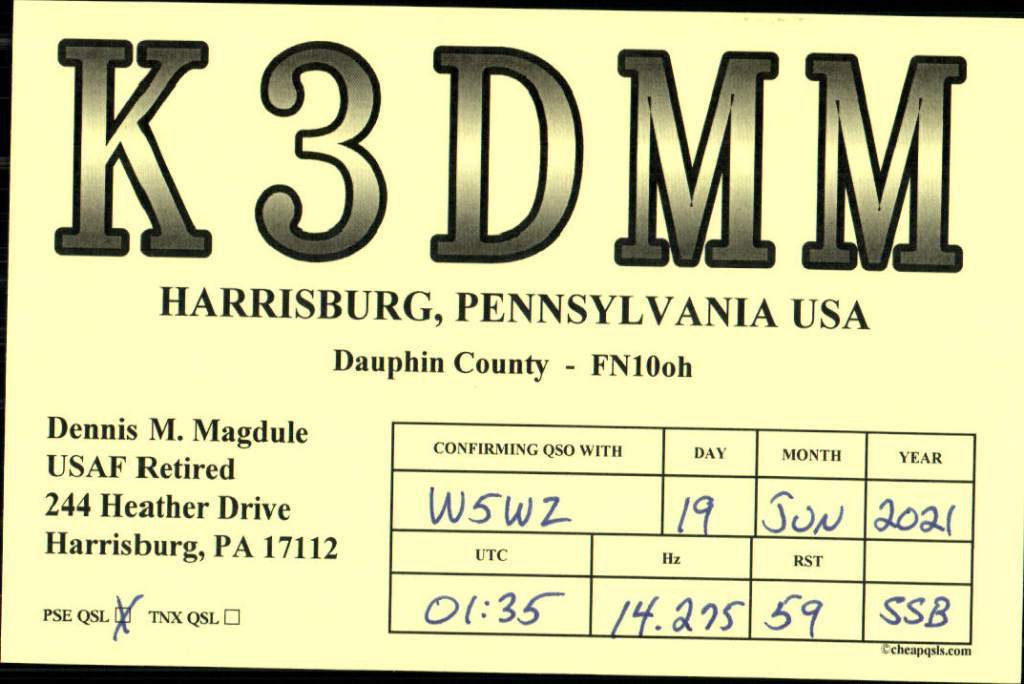 K3DMM
HARRISBURG, PENNSYLVANIA USA
Dauphin County - FN10oh
Dennis M. Magdule
USAF Retired
244 Heather Drive
Harrisburg, PA 17112
PSE QSL ☒ TNX QSL ☐
CONFIRMING QSO WITH DAY MONTH YEAR
W5WZ 19 JUN 2021
UTC Hz RST
01:35 14.275 59 SSB
©cheapqsls.com